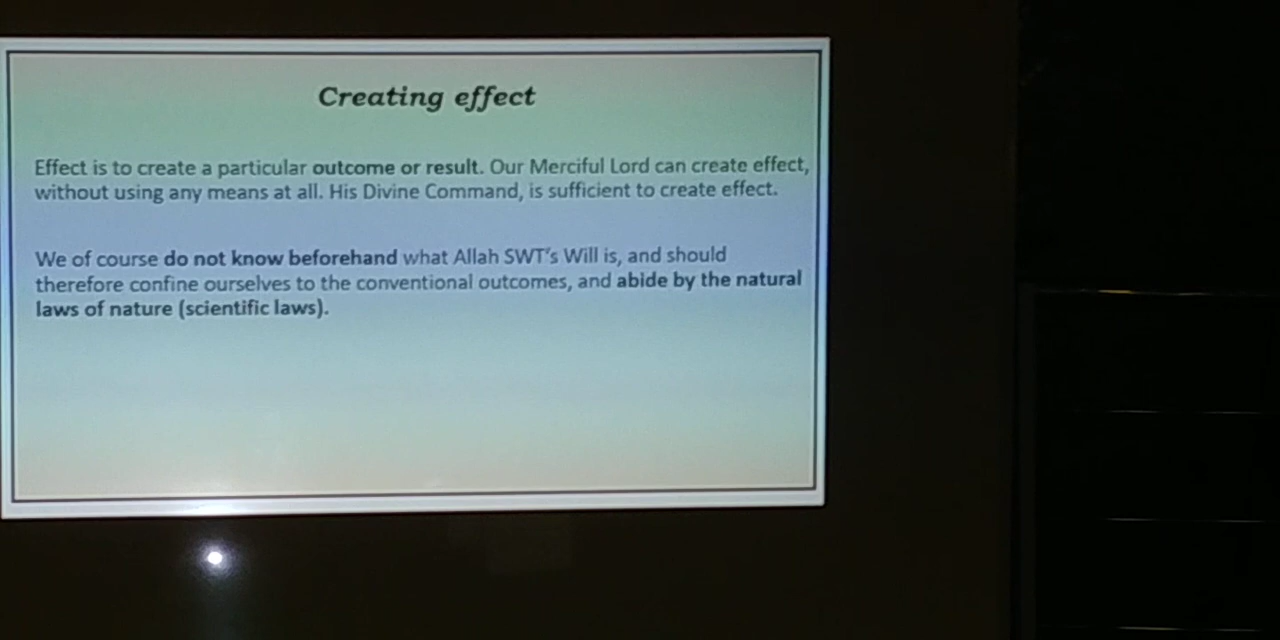 Creating effect
Effect is to create a particular outcome or result. Our Merciful Lord can create effect,
without using any means at all. His Divine Command, is sufficient to create effect.
We of course do not know beforehand what Allah SWT's Will is, and should
therefore confine ourselves to the conventional outcomes, and abide by the natural
laws of nature (scientific laws).